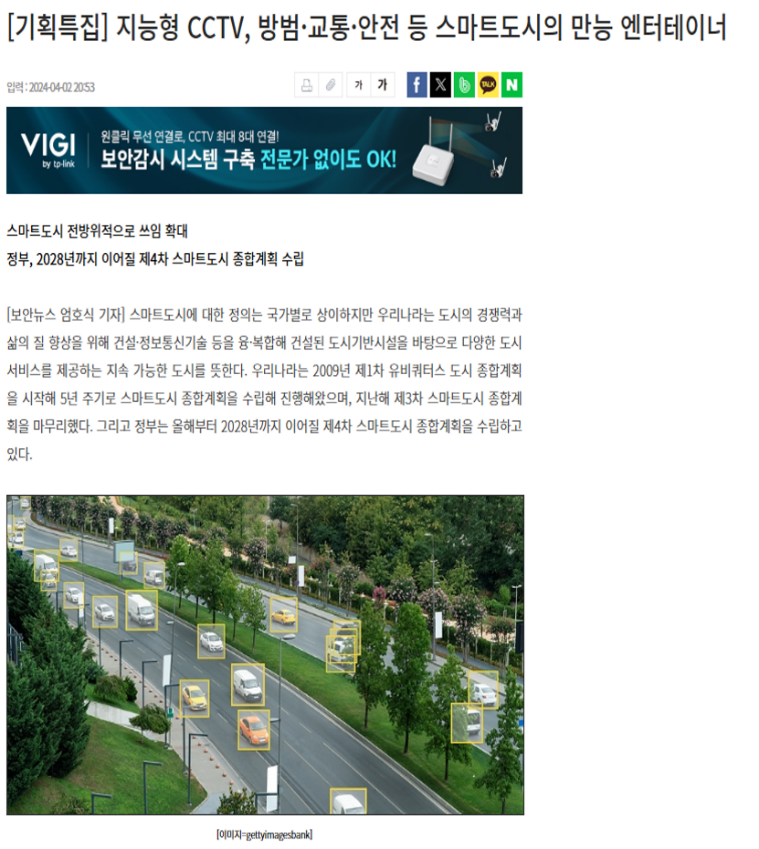 [기획특집] 지능형 CCTV, 방범·교통·안전 등 스마트도시의 만능 엔터테이너
입력 : 2024-04-02 20:53
가 가 f X b TALK N
VIGI
by tp-link
원클릭 무선 연결로, CCTV 최대 8대 연결!
보안감시 시스템 구축 전문가 없이도 OK!
스마트도시 전방위적으로 쓰임 확대
정부, 2028년까지 이어질 제4차 스마트도시 종합계획 수립
[보안뉴스 엄호식 기자] 스마트도시에 대한 정의는 국가별로 상이하지만 우리나라는 도시의 경쟁력과
삶의 질 향상을 위해 건설·정보통신기술 등을 융·복합해 건설된 도시기반시설을 바탕으로 다양한 도시
서비스를 제공하는 지속 가능한 도시를 뜻한다. 우리나라는 2009년 제1차 유비쿼터스 도시 종합계획
을 시작해 5년 주기로 스마트도시 종합계획을 수립해 진행해왔으며, 지난해 제3차 스마트도시 종합계
획을 마무리했다. 그리고 정부는 올해부터 2028년까지 이어질 제4차 스마트도시 종합계획을 수립하고
있다.
[이미지=gettyimagesbank]